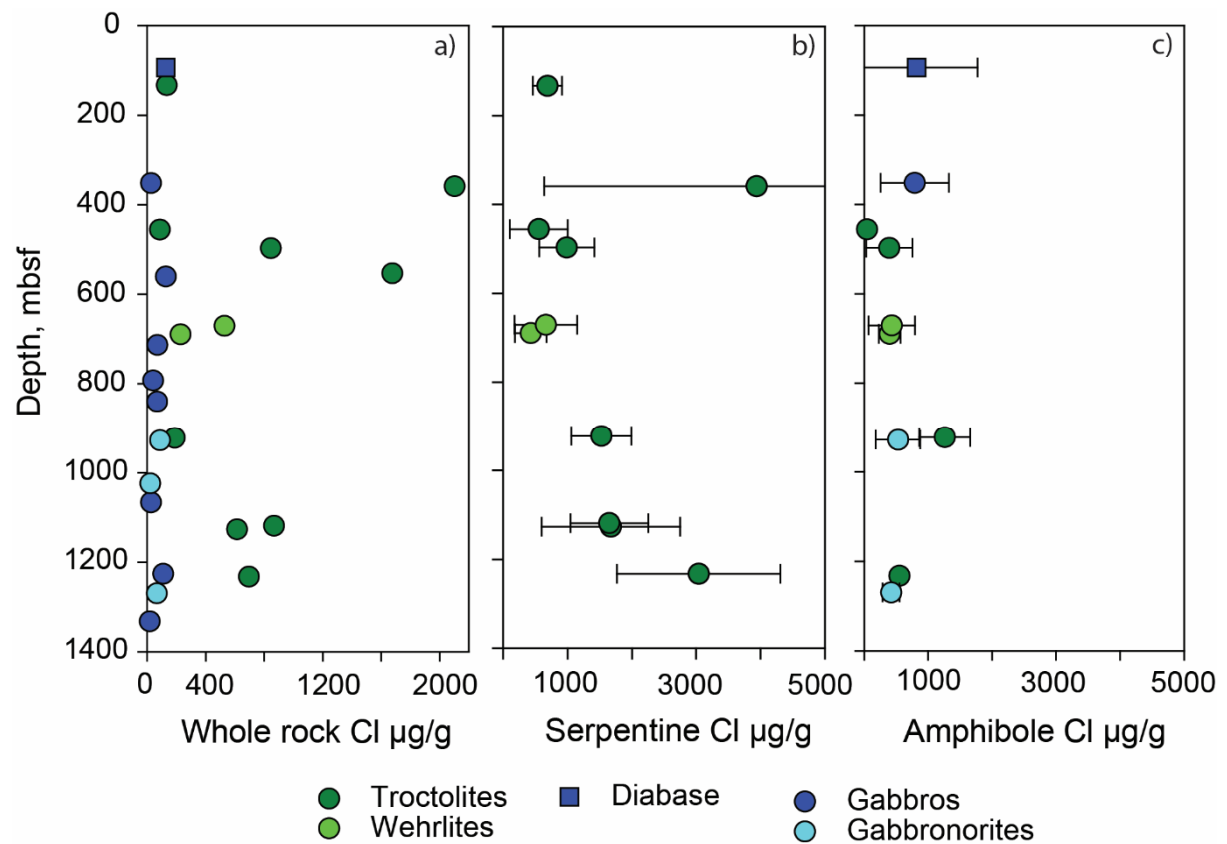 0
200
400
600
800
1000
1200
1400
Depth, mbsf
a)
b)
c)
0 400 1200 2000
1000 3000 5000
1000 3000 5000
Whole rock Cl µg/g
Serpentine Cl µg/g
Amphibole Cl µg/g
Troctolites Diabase Gabbros
Wehrlites Gabbronorites